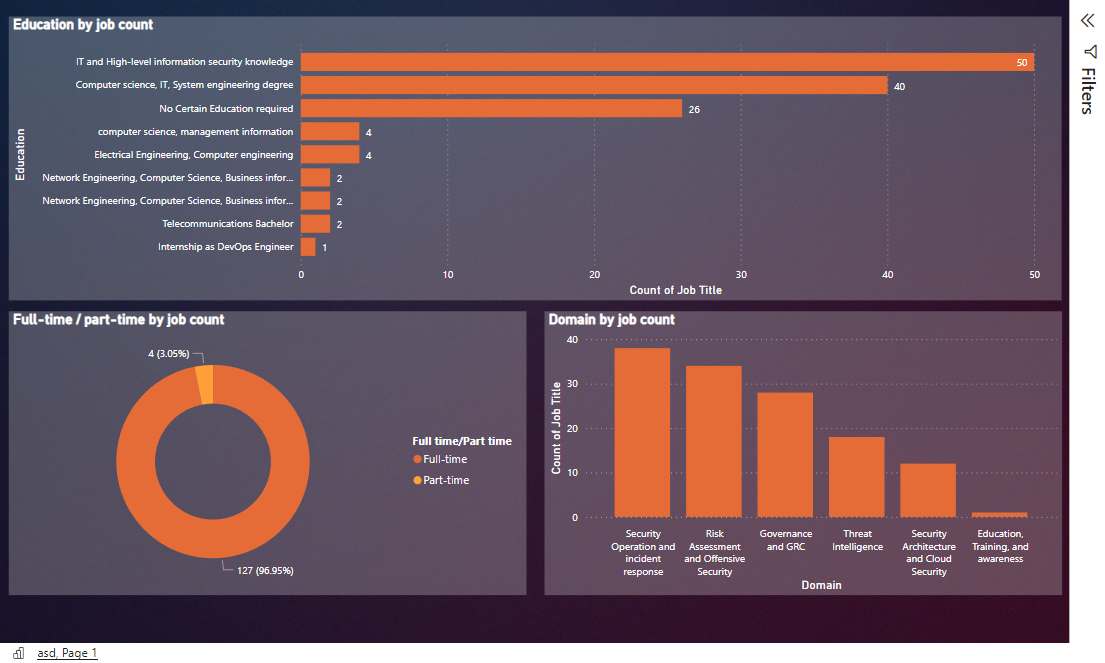 Education by job count
Education
IT and High-level information security knowledge
50
Computer science, IT, System engineering degree
40
No Certain Education required
26
computer science, management information
4
Electrical Engineering, Computer engineering
4
Network Engineering, Computer Science, Business infor...
2
Network Engineering, Computer Science, Business infor...
2
Telecommunications Bachelor
2
Internship as DevOps Engineer
1
0 10 20 30 40 50
Count of Job Title
Filters
Full-time / part-time by job count
4 (3.05%)
127 (96.95%)
Full time/Part time
Full-time
Part-time
Domain by job count
Count of Job Title
40
30
20
10
0
Security
Operation and
incident
response
Risk
Assessment
and Offensive
Security
Governance
and GRC
Threat
Intelligence
Security
Architecture
and Cloud
Security
Education,
Training, and
awareness
Domain
asd, Page 1